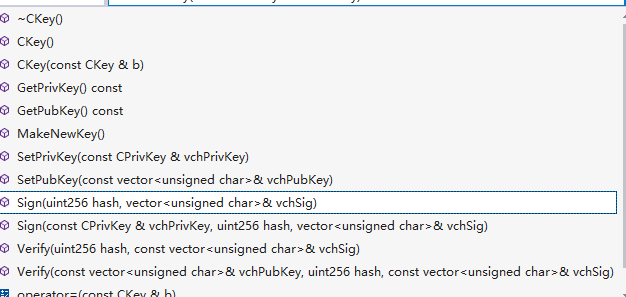 ~CKey()
CKey()
CKey(const CKey & b)
GetPrivKey() const
GetPubKey() const
MakeNewKey()
SetPrivKey(const CPrivKey & vchPrivKey)
SetPubKey(const vector<unsigned char>& vchPubKey)
Sign(uint256 hash, vector<unsigned char>& vchSig)
Sign(const CPrivKey & vchPrivKey, uint256 hash, vector<unsigned char>& vchSig)
Verify(uint256 hash, const vector<unsigned char>& vchSig)
Verify(const vector<unsigned char>& vchPubKey, uint256 hash, const vector<unsigned char>& vchSig)
operator=(const CKey & b)